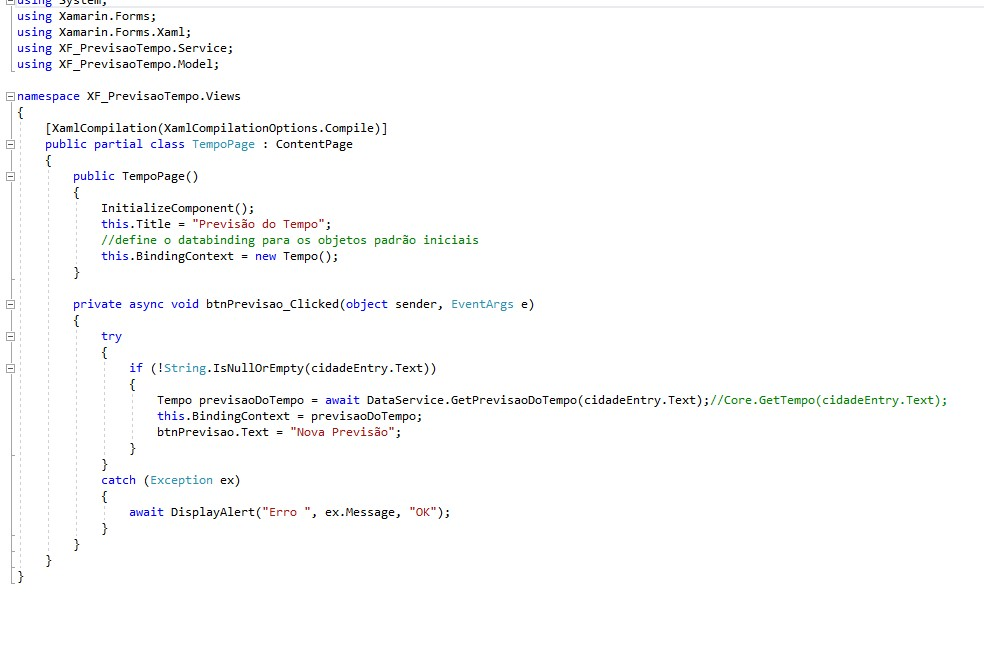 using System;
using Xamarin.Forms;
using Xamarin.Forms.Xaml;
using XF_PrevisaoTempo.Service;
using XF_PrevisaoTempo.Model;
namespace XF_PrevisaoTempo.Views
{
[XamlCompilation(XamlCompilationOptions.Compile)]
public partial class TempoPage : ContentPage
{
public TempoPage()
{
InitializeComponent();
this.Title = "Previsão do Tempo";
//define o databinding para os objetos padrão iniciais
this.BindingContext = new Tempo();
}
private async void btnPrevisao_Clicked(object sender, EventArgs e)
{
try
{
if (!String.IsNullOrEmpty(cidadeEntry.Text))
{
Tempo previsaoDoTempo = await DataService.GetPrevisaoDoTempo(cidadeEntry.Text);//Core.GetTempo(cidadeEntry.Text);
this.BindingContext = previsaoDoTempo;
btnPrevisao.Text = "Nova Previsão";
}
}
catch (Exception ex)
{
await DisplayAlert("Erro ", ex.Message, "OK");
}
}
}
}